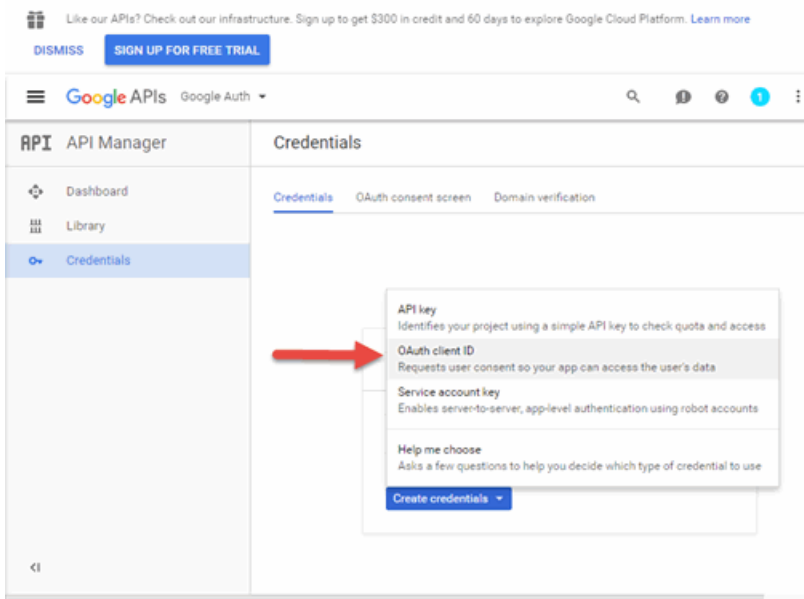 Like our APIs? Check out our infrastructure. Sign up to get $300 in credit and 60 days to explore Google Cloud Platform. Learn more
DISMISS SIGN UP FOR FREE TRIAL
Google APIs Google Auth
1
API API Manager
Credentials
Dashboard
Library
Credentials
Credentials OAuth consent screen Domain verification
API key
Identifies your project using a simple API key to check quota and access
OAuth client ID
Requests user consent so your app can access the user's data
Service account key
Enables server-to-server, app-level authentication using robot accounts
Help me choose
Asks a few questions to help you decide which type of credential to use
Create credentials